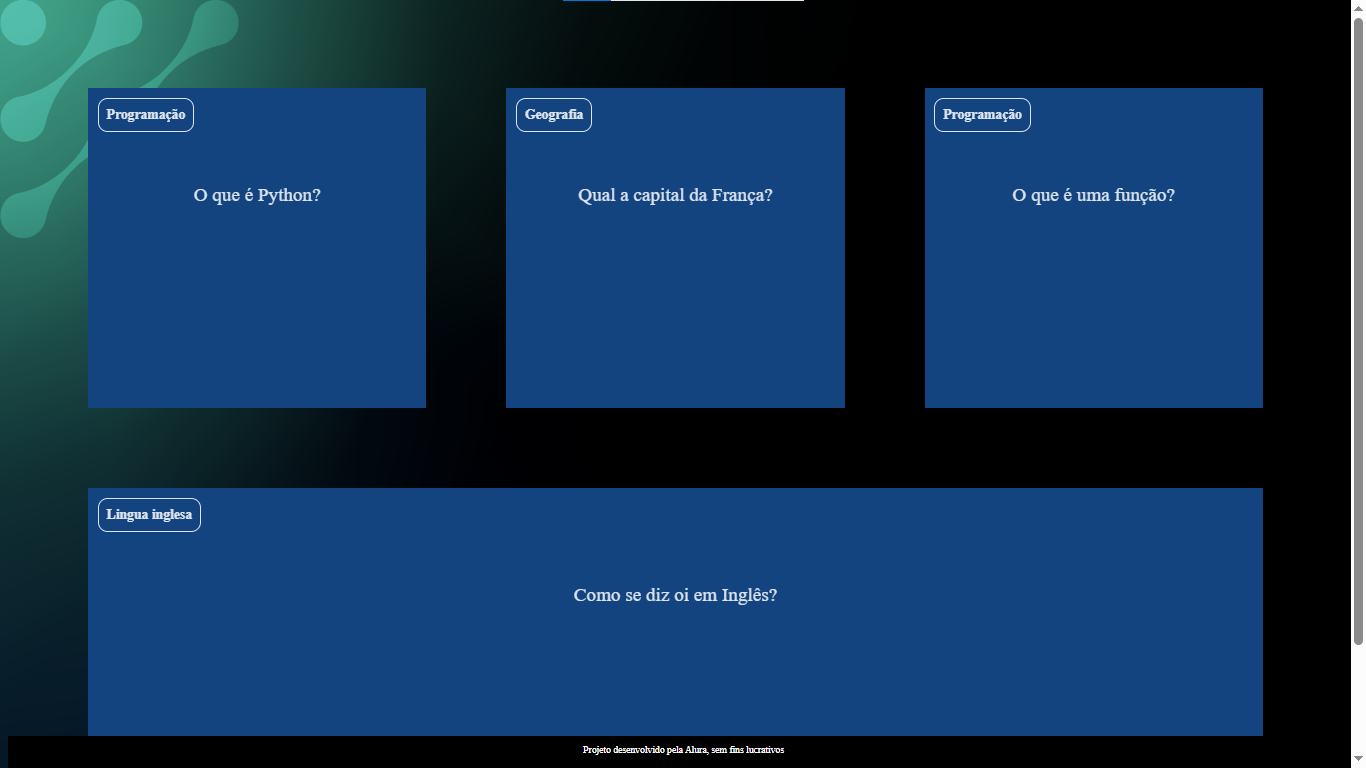 Programação
O que é Python?
Geografia
Qual a capital da França?
Programação
O que é uma função?
Lingua inglesa
Como se diz oi em Inglês?
Projeto desenvolvido pela Alura, sem fins lucrativos